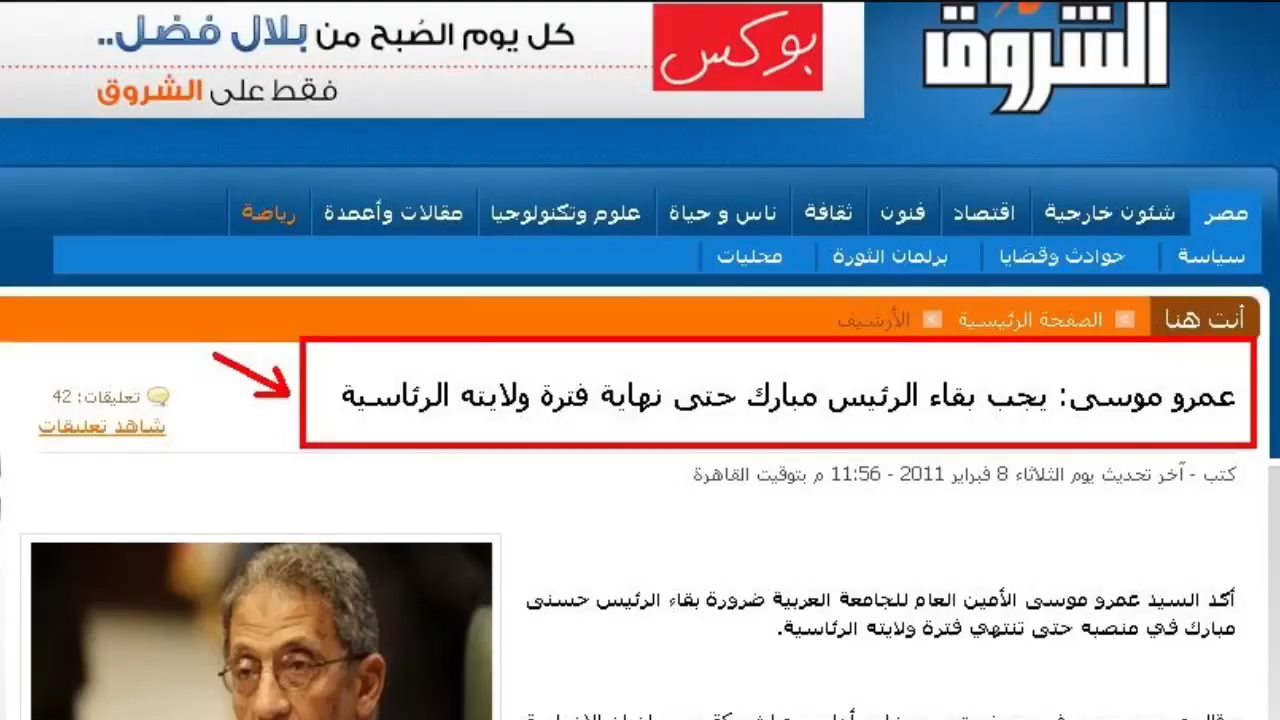 الشروق
بوكس
كل يوم الصُبح من بلال فضل..
فقط على الشروق
مصر
شئون خارجية
اقتصاد
فنون
ثقافة
ناس و حياة
علوم وتكنولوجيا
مقالات وأعمدة
رياضة
سياسة
حوادث وقضايا
برلمان الثورة
محليات
أنت هنا
الصفحة الرئيسية
الأرشيف
عمرو موسى: يجب بقاء الرئيس مبارك حتى نهاية فترة ولايته الرئاسية
تعليقات: 42
شاهد تعليقات
كتب - آخر تحديث يوم الثلاثاء 8 فبراير 2011 - 11:56 م بتوقيت القاهرة
أكد السيد عمرو موسى الأمين العام للجامعة العربية ضرورة بقاء الرئيس حسنى
مبارك في منصبه حتى تنتهي فترة ولايته الرئاسية.